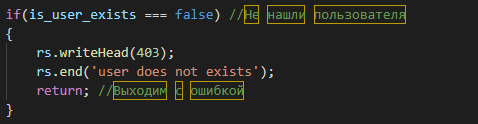 if(is_user_exists === false) //Не нашли пользователя
{
    rs.writeHead(403);
    rs.end('user does not exists');
    return; //Выходим с ошибкой
}